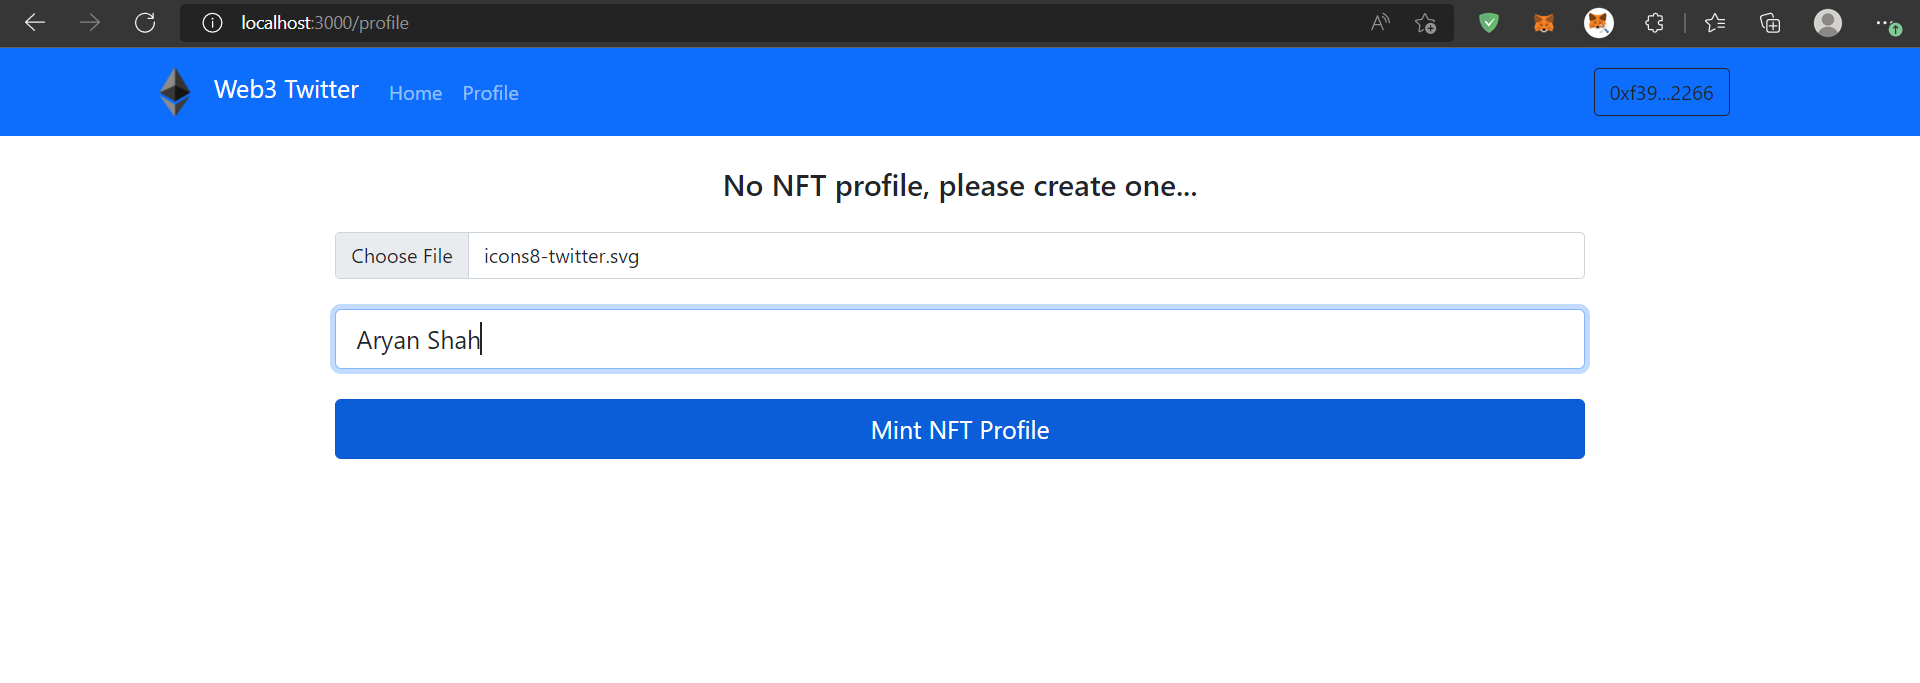 localhost:3000/profile
Web3 Twitter Home Profile 0xf39...2266
No NFT profile, please create one...
Choose File icons8-twitter.svg
Aryan Shah
Mint NFT Profile